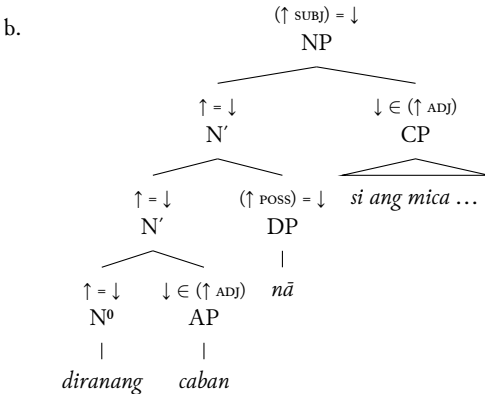 b.
(↑ SUBJ) = ↓
NP
↑ = ↓ ↓ ∈ (↑ ADJ)
N′ CP
↑ = ↓ (↑ POSS) = ↓ si ang mica …
N′ DP
↑ = ↓ ↓ ∈ (↑ ADJ) nā
N⁰ AP
diranang caban